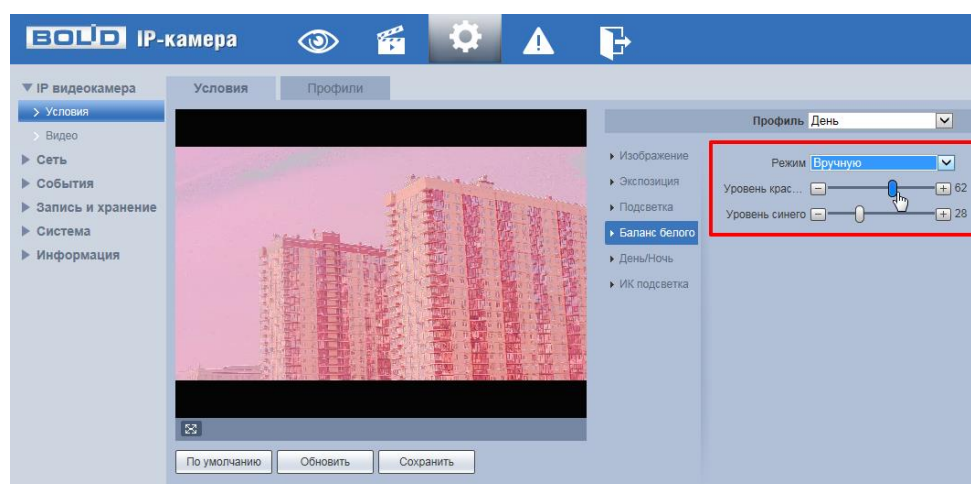 BOLID IP-камера
IP видеокамера
Условия
Видео
Сеть
События
Запись и хранение
Система
Информация
Условия
Профили
По умолчанию
Обновить
Сохранить
Профиль День
Изображение
Экспозиция
Подсветка
Баланс белого
День/Ночь
ИК подсветка
Режим Вручную
Уровень крас... 62
Уровень синего 28